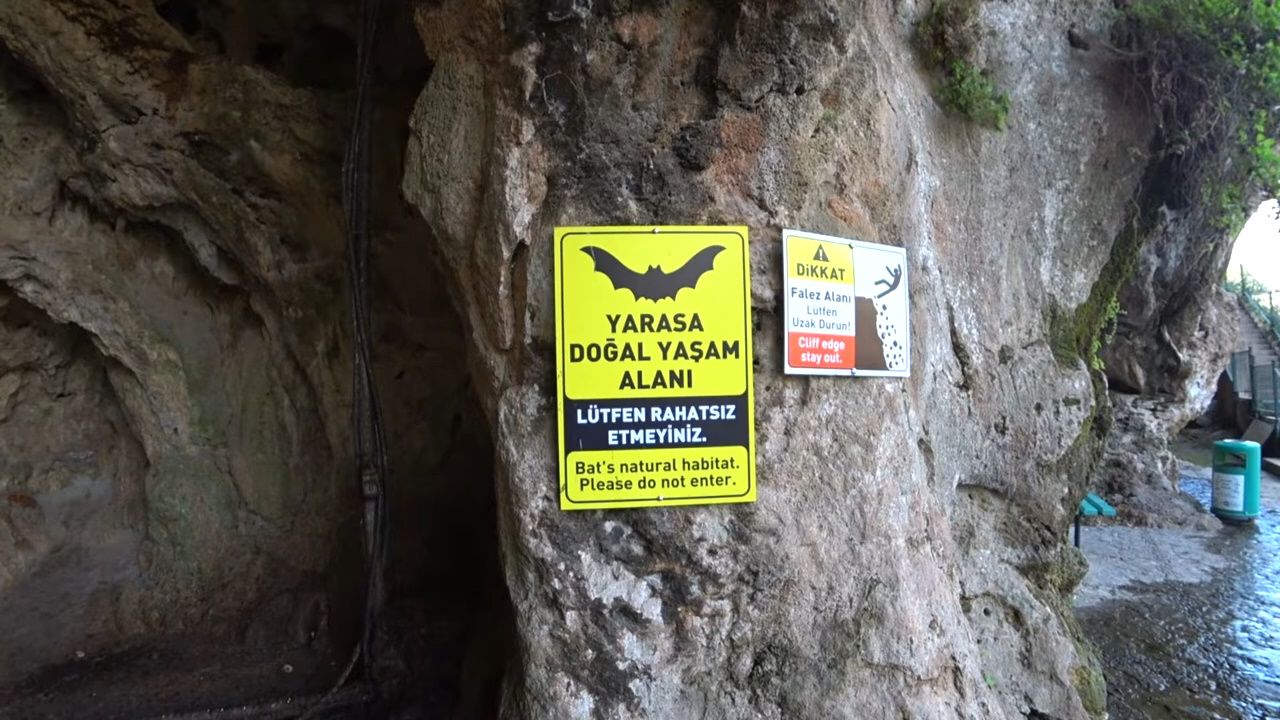 YARASA
DOĞAL YAŞAM
ALANI
LÜTFEN RAHATSIZ
ETMEYİNİZ.
Bat's natural habitat.
Please do not enter.
DİKKAT
Falez Alanı
Lütfen
Uzak Durun!
Cliff edge
stay out.